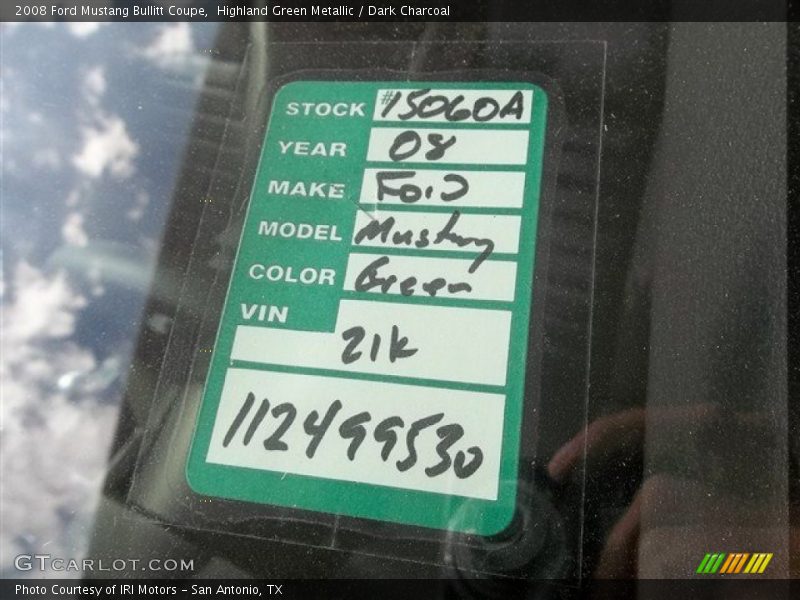 2008 Ford Mustang Bullitt Coupe, Highland Green Metallic / Dark Charcoal
STOCK #15060A
YEAR 08
MAKE Ford
MODEL Mustang
COLOR Green
VIN
21k
112499530
GTCARLOT.COM
Photo Courtesy of IRI Motors - San Antonio, TX